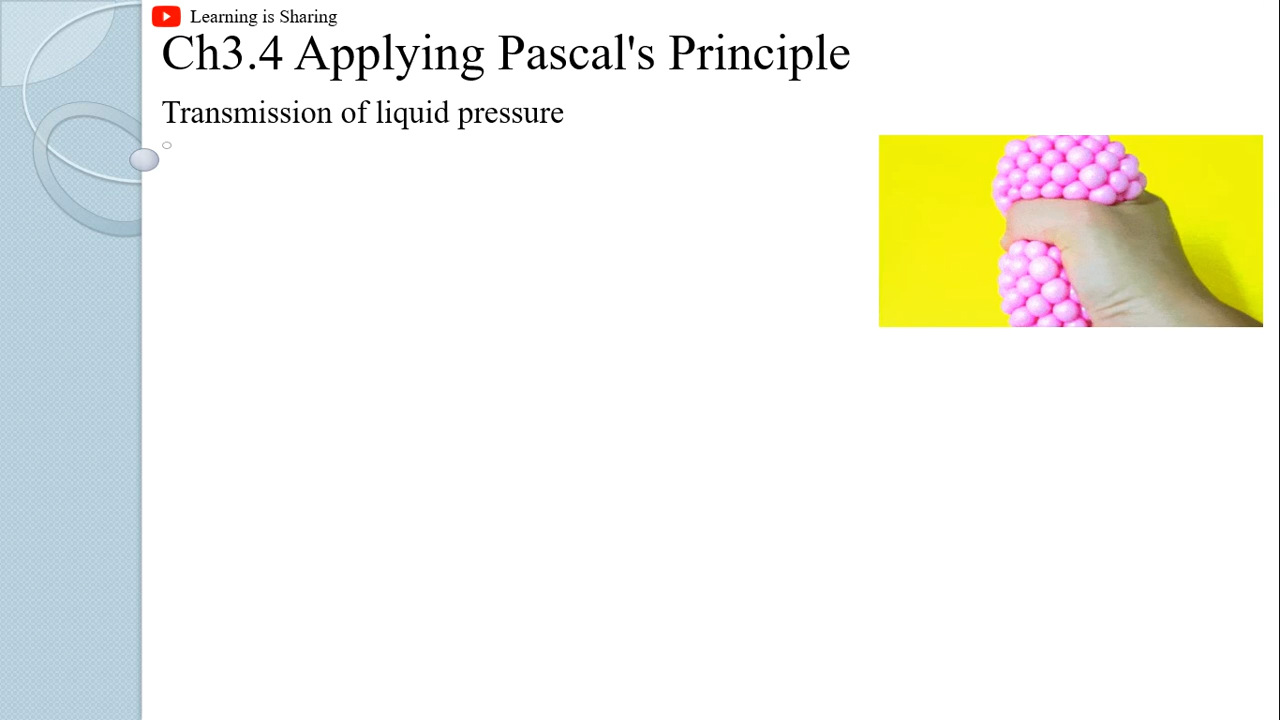 Learning is Sharing
Ch3.4 Applying Pascal's Principle
Transmission of liquid pressure